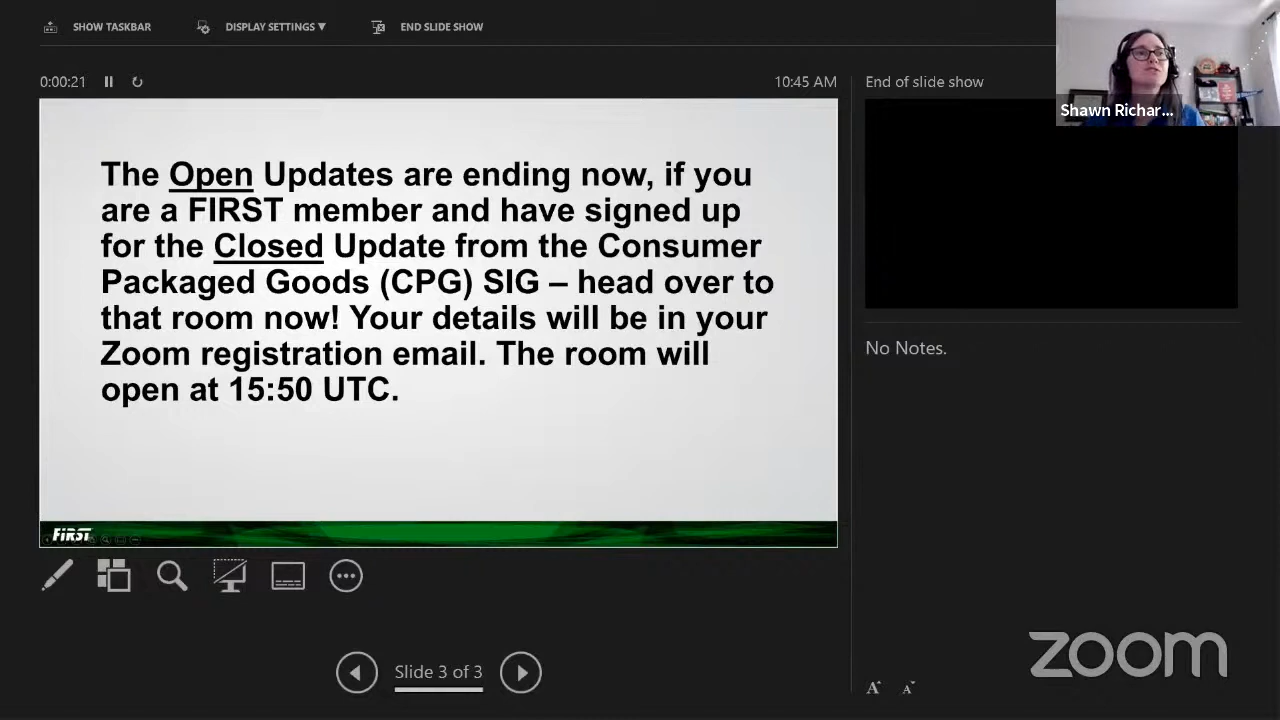 SHOW TASKBAR
DISPLAY SETTINGS ▼
END SLIDE SHOW
0:00:21
10:45 AM
End of slide show
Shawn Richar...
The Open Updates are ending now, if you
are a FIRST member and have signed up
for the Closed Update from the Consumer
Packaged Goods (CPG) SIG – head over to
that room now! Your details will be in your
Zoom registration email. The room will
open at 15:50 UTC.
No Notes.
FiRST
Slide 3 of 3
zoom
A A